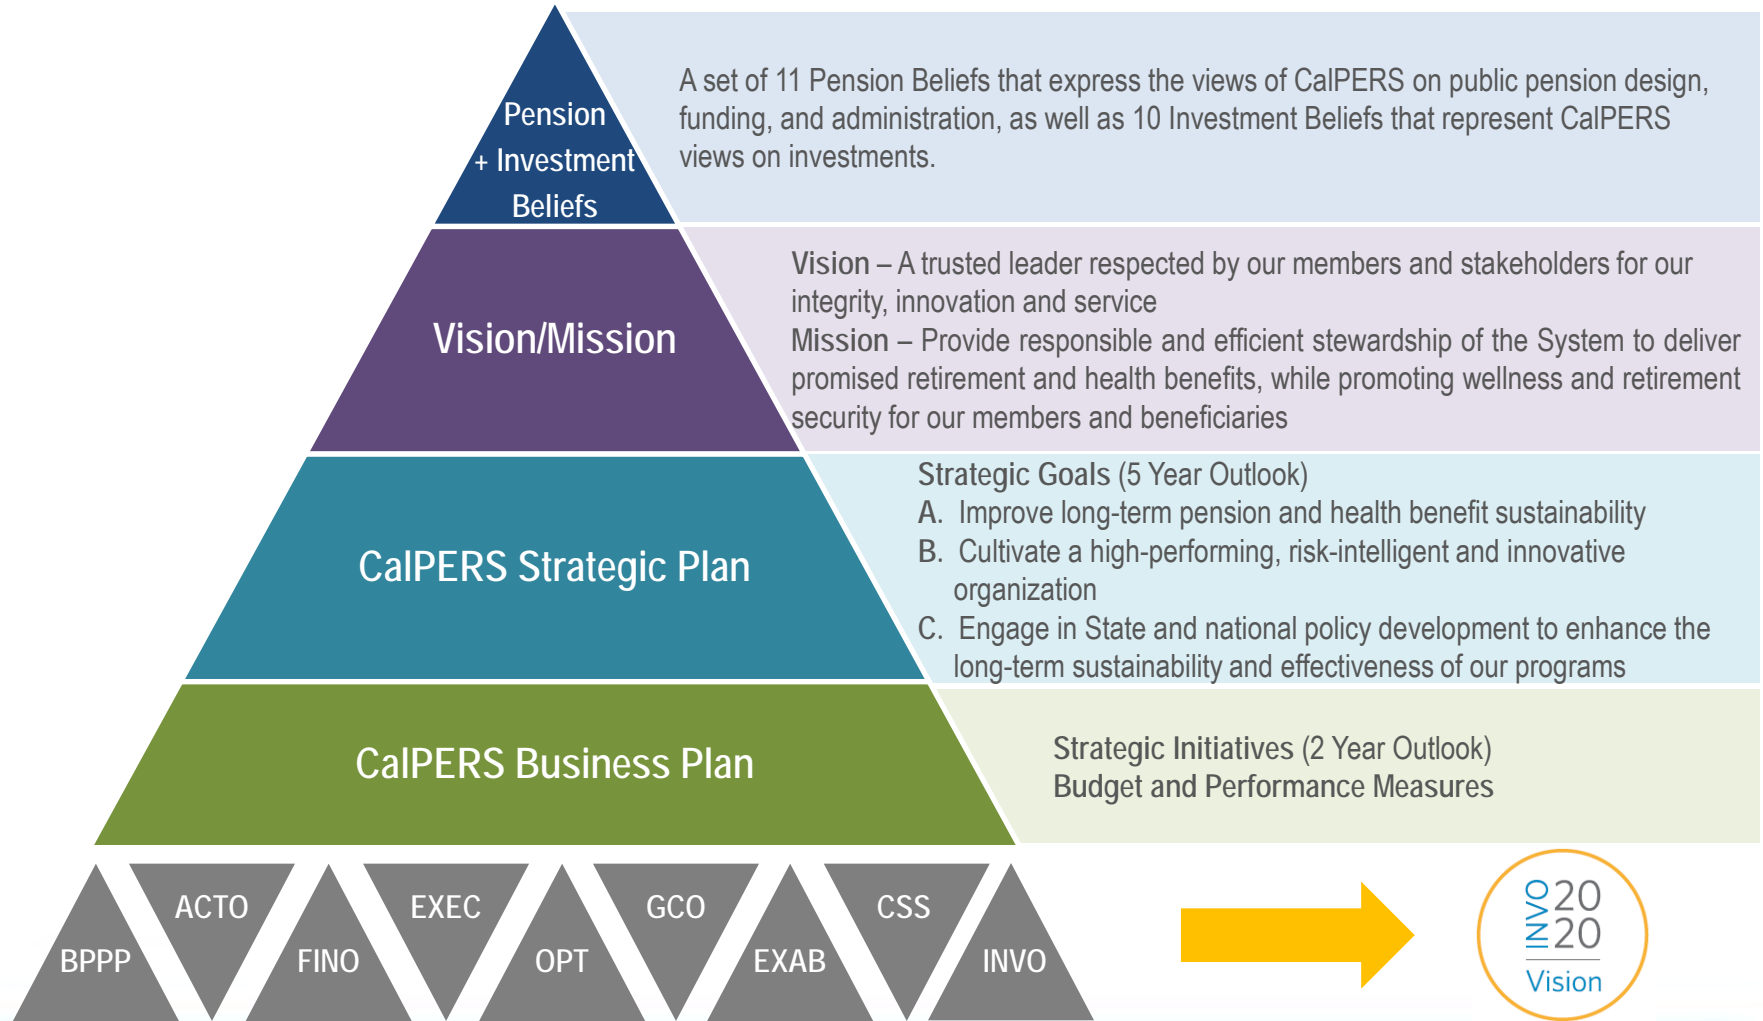 Pension
+ Investment
Beliefs
A set of 11 Pension Beliefs that express the views of CalPERS on public pension design,
funding, and administration, as well as 10 Investment Beliefs that represent CalPERS
views on investments.
Vision/Mission
Vision – A trusted leader respected by our members and stakeholders for our
integrity, innovation and service
Mission – Provide responsible and efficient stewardship of the System to deliver
promised retirement and health benefits, while promoting wellness and retirement
security for our members and beneficiaries
CalPERS Strategic Plan
Strategic Goals (5 Year Outlook)
A. Improve long-term pension and health benefit sustainability
B. Cultivate a high-performing, risk-intelligent and innovative
organization
C. Engage in State and national policy development to enhance the
long-term sustainability and effectiveness of our programs
CalPERS Business Plan
Strategic Initiatives (2 Year Outlook)
Budget and Performance Measures
BPPP
ACTO
FINO
EXEC
OPT
GCO
EXAB
CSS
INVO
INVO
20
20
Vision